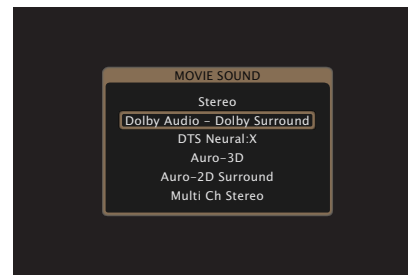 MOVIE SOUND
Stereo
Dolby Audio – Dolby Surround
DTS Neural:X
Auro-3D
Auro-2D Surround
Multi Ch Stereo